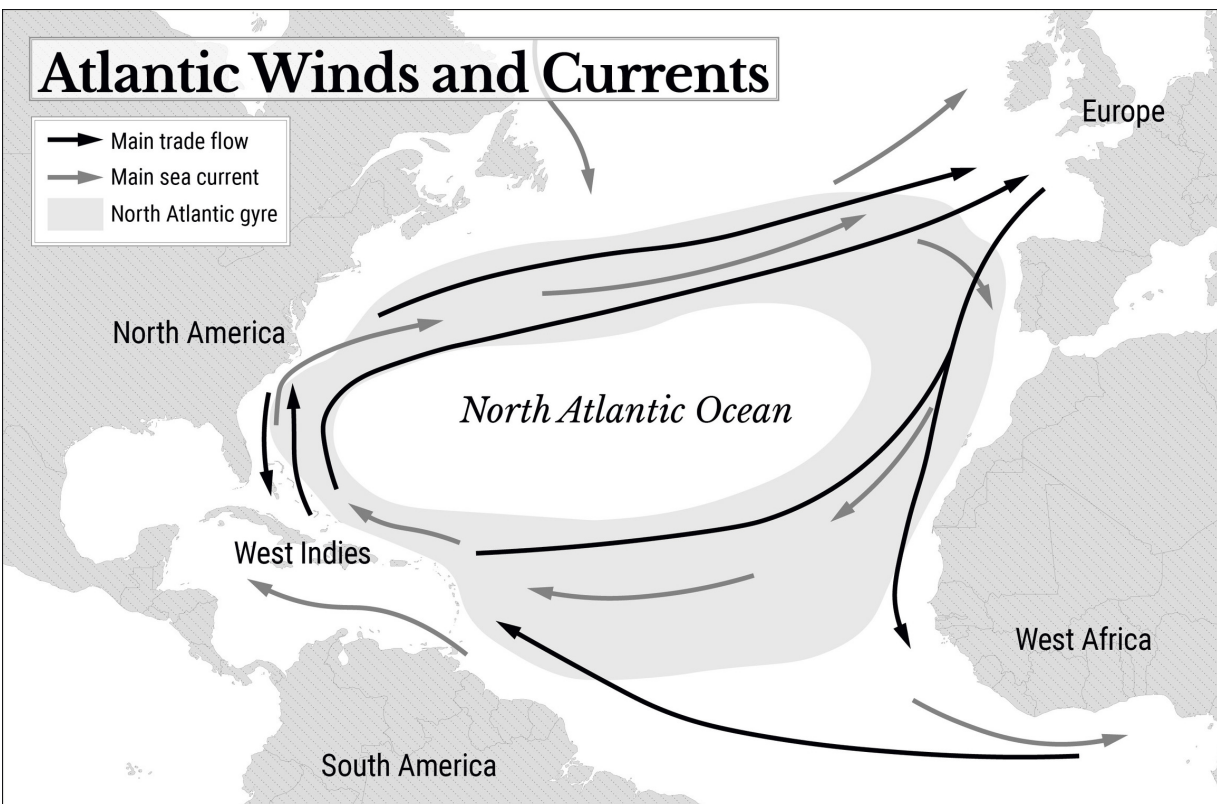 Atlantic Winds and Currents
Main trade flow
Main sea current
North Atlantic gyre
Europe
North America
North Atlantic Ocean
West Indies
West Africa
South America